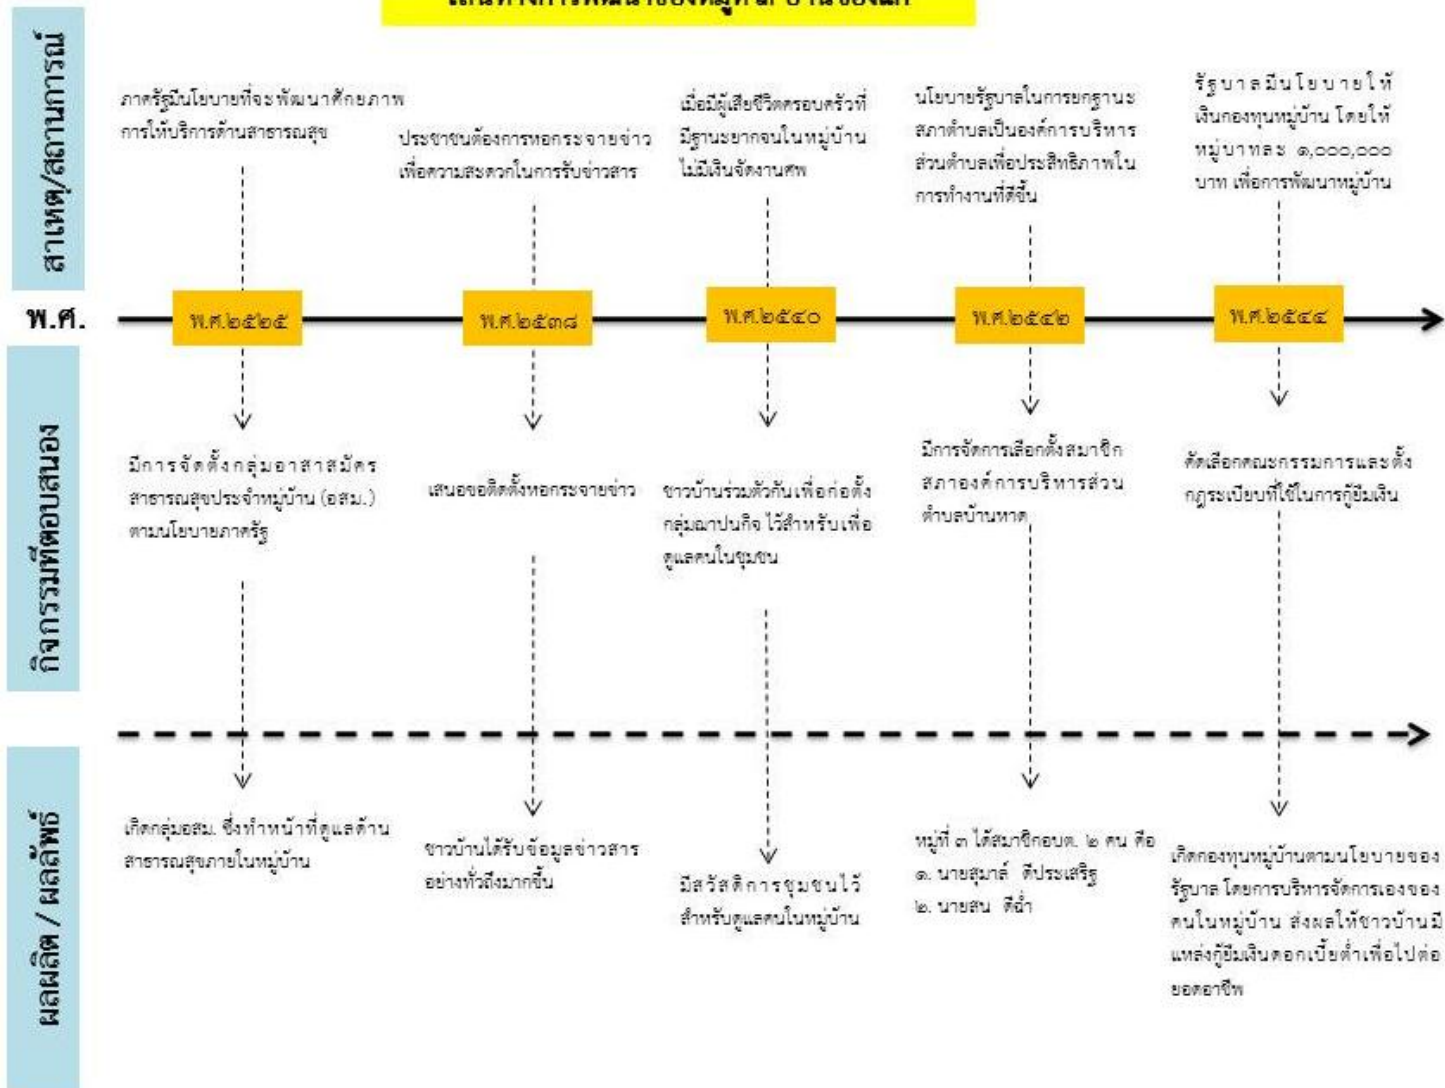 เส้นทางการพัฒนาของหมู่ที่ ๓ บ้านซ่องแก
สาเหตุ/สถานการณ์
ภาครัฐมีนโยบายที่จะพัฒนาศักยภาพ
การให้บริการด้านสาธารณสุข
ประชาชนต้องการหอกระจายข่าว
เพื่อความสะดวกในการรับข่าวสาร
เมื่อมีผู้เสียชีวิตครอบครัวที่
มีฐานะยากจนในหมู่บ้าน
ไม่มีเงินจัดงานศพ
นโยบายรัฐบาลในการยกฐานะ
สภาตำบลเป็นองค์การบริหาร
ส่วนตำบลเพื่อประสิทธิภาพใน
การทำงานที่ดีขึ้น
รัฐบาลมีนโยบายให้
เงินกองทุนหมู่บ้าน โดยให้
หมู่บาทละ ๑,๐๐๐,๐๐๐
บาท เพื่อการพัฒนาหมู่บ้าน
พ.ศ.
พ.ศ.๒๕๒๕
พ.ศ.๒๕๓๘
พ.ศ.๒๕๔๐
พ.ศ.๒๕๔๒
พ.ศ.๒๕๔๔
กิจกรรมที่ตอบสนอง
มีการจัดตั้งกลุ่มอาสาสมัคร
สาธารณสุขประจำหมู่บ้าน (อสม.)
ตามนโยบายภาครัฐ
เสนอขอติดตั้งหอกระจายข่าว
ชาวบ้านร่วมตัวกันเพื่อก่อตั้ง
กลุ่มฌาปนกิจ ไว้สำหรับเพื่อ
ดูแลคนในชุมชน
มีการจัดการเลือกตั้งสมาชิก
สภาองค์การบริหารส่วน
ตำบลบ้านหาด
คัดเลือกคณะกรรมการและตั้ง
กฎระเบียบที่ใช้ในการกู้ยืมเงิน
ผลผลิต / ผลลัพธ์
เกิดกลุ่มอสม. ซึ่งทำหน้าที่ดูแลด้าน
สาธารณสุขภายในหมู่บ้าน
ชาวบ้านได้รับข้อมูลข่าวสาร
อย่างทั่วถึงมากขึ้น
มีสวัสดิการชุมชนไว้
สำหรับดูแลคนในหมู่บ้าน
หมู่ที่ ๓ ได้สมาชิกอบต. ๒ คน คือ
๑. นายสุมาล์ ดีประเสริฐ
๒. นายสน ดีฉ่ำ
เกิดกองทุนหมู่บ้านตามนโยบายของ
รัฐบาล โดยการบริหารจัดการเองของ
คนในหมู่บ้าน ส่งผลให้ชาวบ้านมี
แหล่งกู้ยืมเงินดอกเบี้ยต่ำเพื่อไปต่อ
ยอดอาชีพ